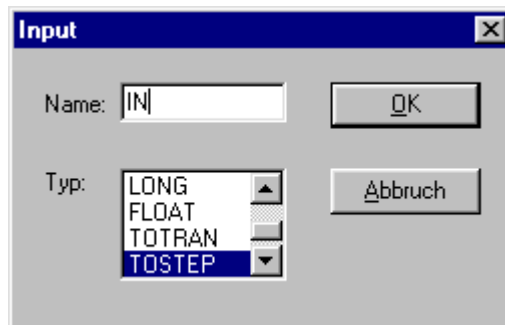 Input
Name: IN
OK
Typ: LONG
FLOAT
TOTRAN
TOSTEP
Abbruch